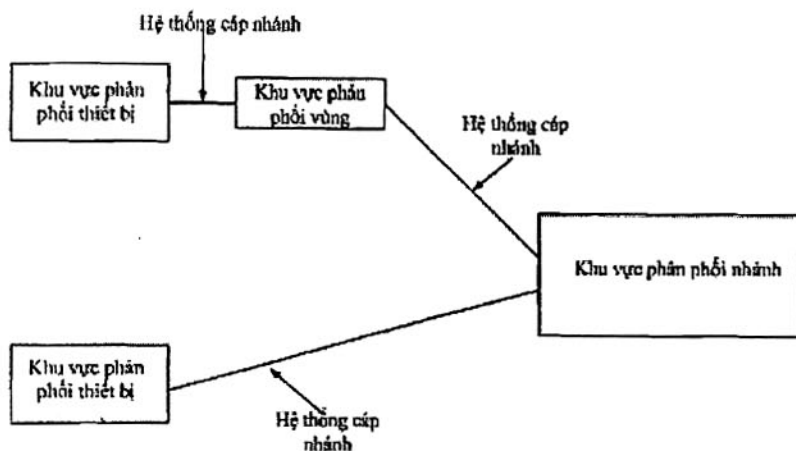 Hệ thống cáp nhánh
Khu vực phân
phối thiết bị
Khu vực phân
phối vùng
Hệ thống cáp
nhánh
Khu vực phân phối nhánh
Khu vực phân
phối thiết bị
Hệ thống cáp
nhánh